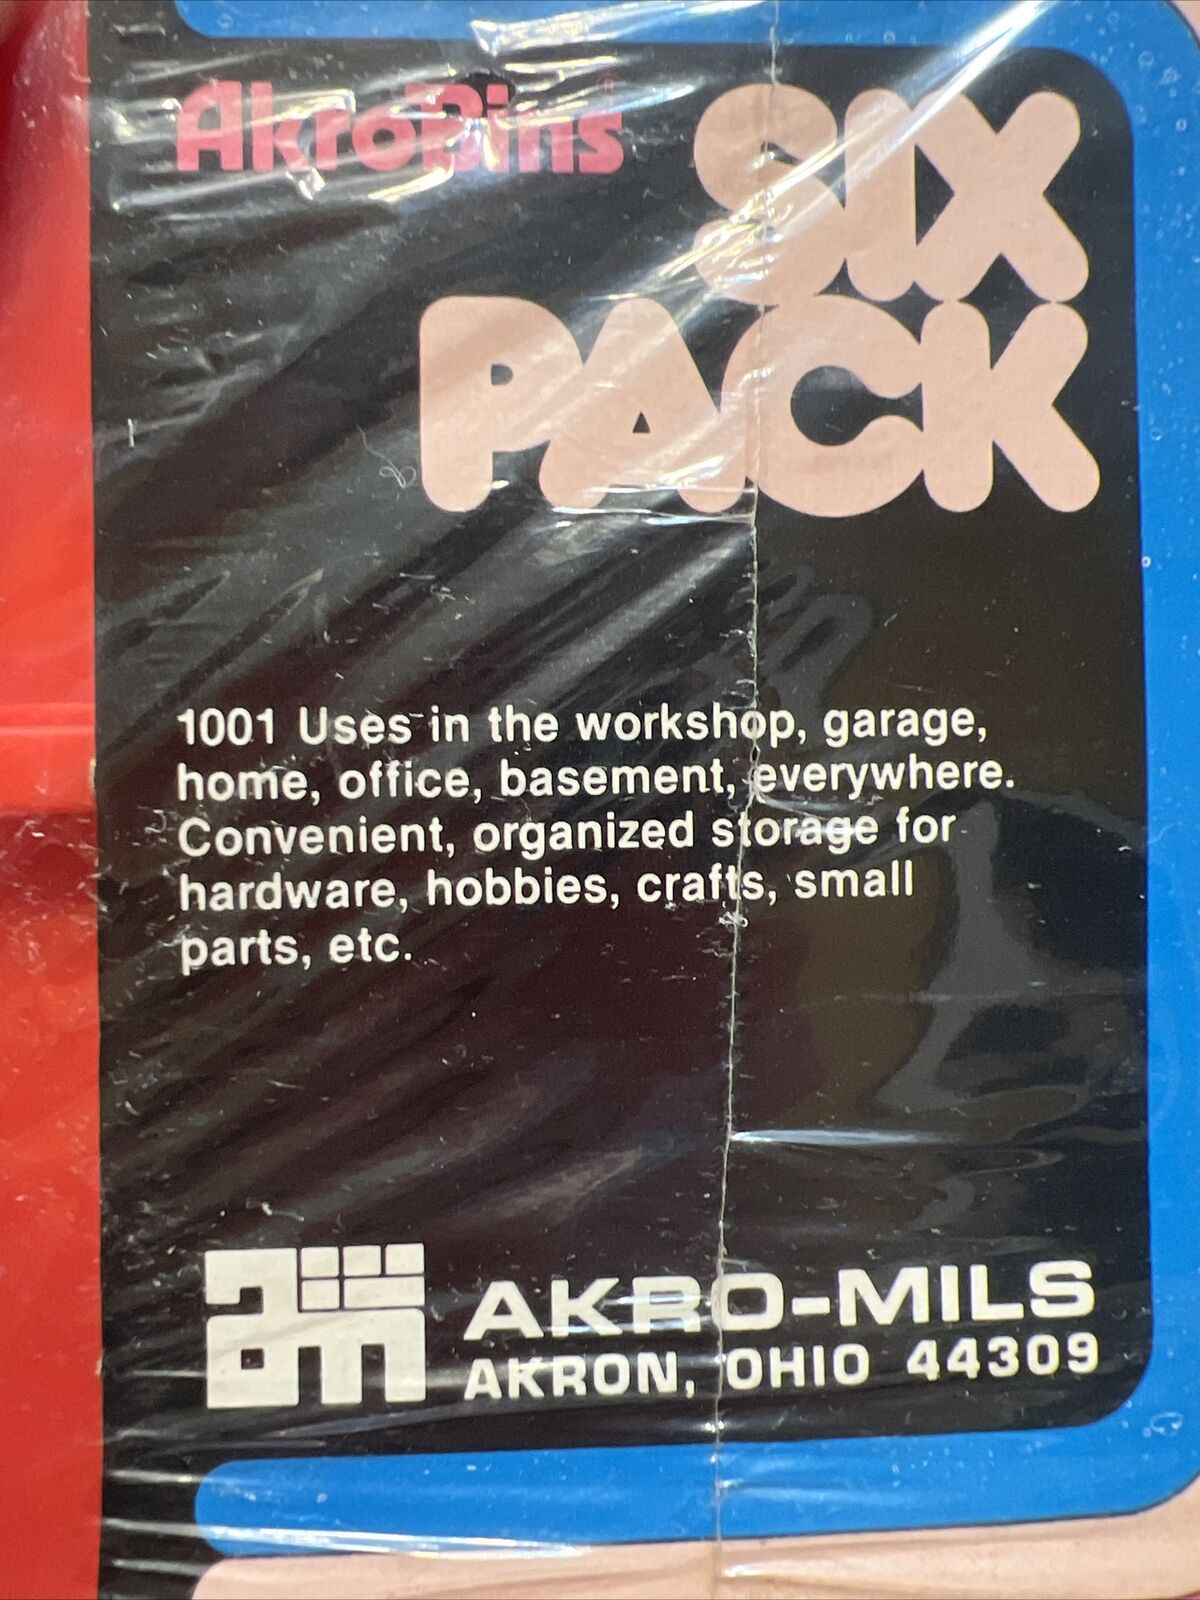 AkroBins
SIX
PACK
1001 Uses in the workshop, garage,
home, office, basement, everywhere.
Convenient, organized storage for
hardware, hobbies, crafts, small
parts, etc.
am
AKRO-MILS
AKRON, OHIO 44309